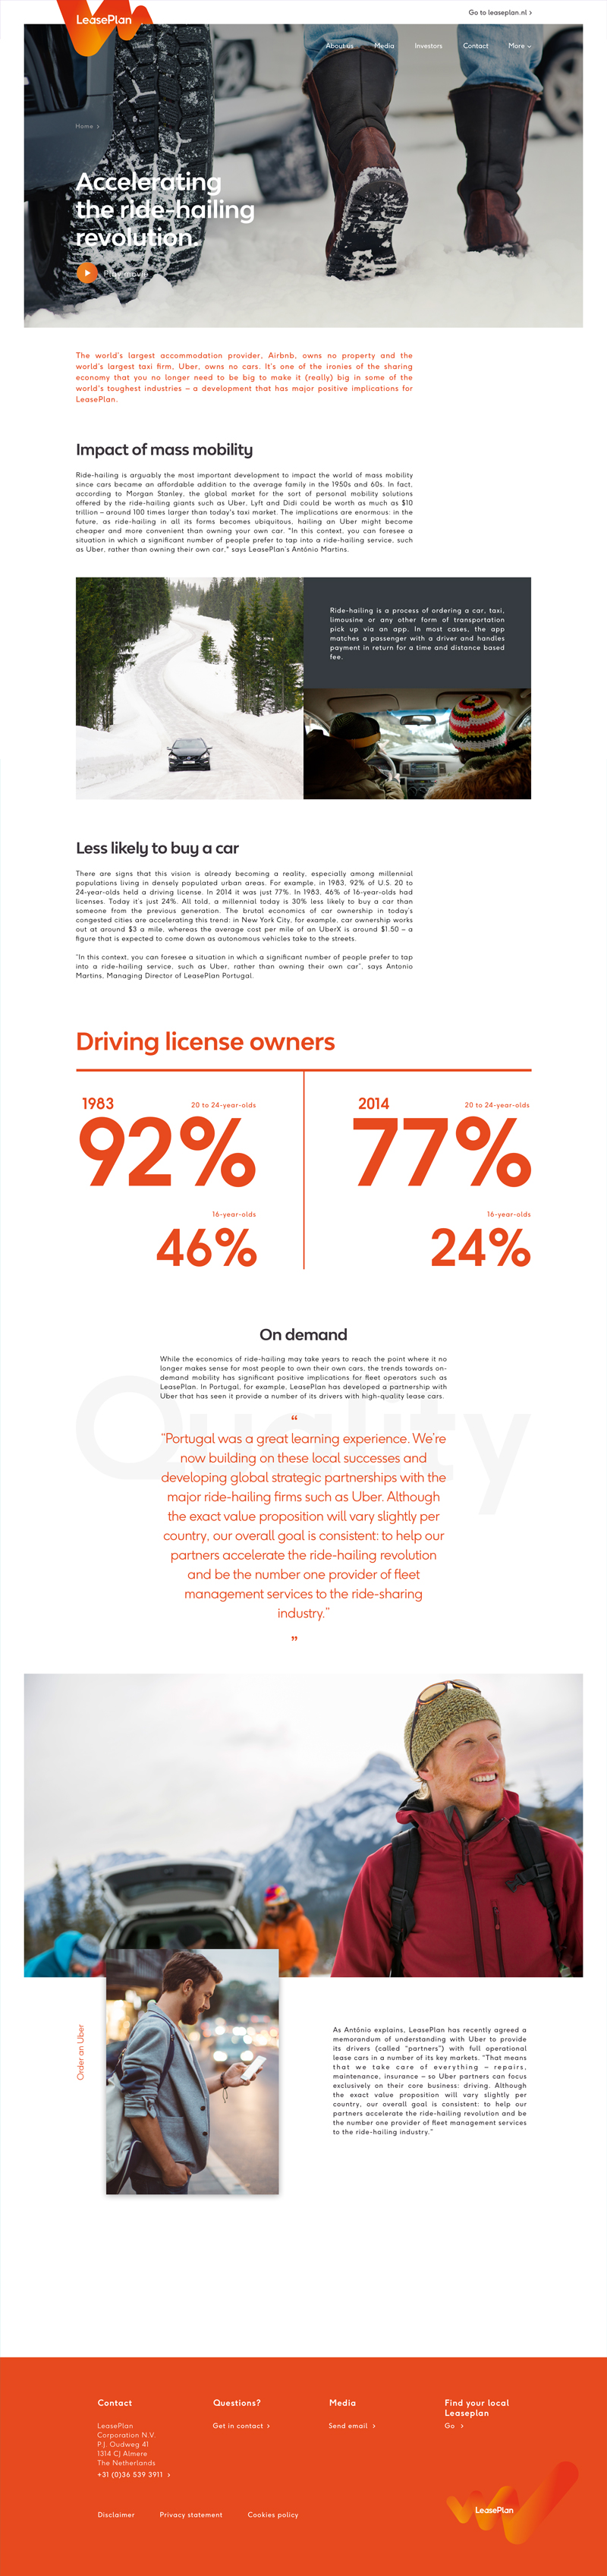 LeasePlan
Go to leaseplan.nl >
About us Media Investors Contact More
Home >
Accelerating
the ride-hailing
revolution.
Play movie
The world's largest accommodation provider, Airbnb, owns no property and the
world's largest taxi firm, Uber, owns no cars. It's one of the ironies of the sharing
economy that you no longer need to be big to make it (really) big in some of the
world's toughest industries – a development that has major positive implications for
LeasePlan.
Impact of mass mobility
Ride-hailing is arguably the most important development to impact the world of mass mobility
since cars became an affordable addition to the average family in the 1950s and 60s. In fact,
according to Morgan Stanley, the global market for the sort of personal mobility solutions
offered by the ride-hailing giants such as Uber, Lyft and Didi could be worth as much as $10
trillion – around 100 times larger than today's taxi market. The implications are enormous: in the
future, as ride-hailing in all its forms becomes ubiquitous, hailing an Uber might become
cheaper and more convenient than owning your own car. "In this context, you can foresee a
situation in which a significant number of people prefer to tap into a ride-hailing service, such
as Uber, rather than owning their own car," says LeasePlan's António Martins.
Ride-hailing is a process of ordering a car, taxi,
limousine or any other form of transportation
pick up via an app. In most cases, the app
matches a passenger with a driver and handles
payment in return for a time and distance based
fee.
Less likely to buy a car
There are signs that this vision is already becoming a reality, especially among millennial
populations living in densely populated urban areas. For example, in 1983, 92% of U.S. 20 to
24-year-olds held a driving license. In 2014 it was just 77%. In 1983, 46% of 16-year-olds had
licenses. Today it's just 24%. All told, a millennial today is 30% less likely to buy a car than
someone from the previous generation. The brutal economics of car ownership in today's
congested cities are accelerating this trend: in New York City, for example, car ownership works
out at around $3 a mile, whereas the average cost per mile of an UberX is around $1.50 – a
figure that is expected to come down as autonomous vehicles take to the streets.
"In this context, you can foresee a situation in which a significant number of people prefer to tap
into a ride-hailing service, such as Uber, rather than owning their own car", says Antonio
Martins, Managing Director of LeasePlan Portugal.
Driving license owners
1983 20 to 24-year-olds
92%
16-year-olds
46%
2014 20 to 24-year-olds
77%
16-year-olds
24%
On demand
While the economics of ride-hailing may take years to reach the point where it no
longer makes sense for most people to own their own cars, the trends towards on-
demand mobility has significant positive implications for fleet operators such as
LeasePlan. In Portugal, for example, LeasePlan has developed a partnership with
Uber that has seen it provide a number of its drivers with high-quality lease cars.
Quality
“
"Portugal was a great learning experience. We're
now building on these local successes and
developing global strategic partnerships with the
major ride-hailing firms such as Uber. Although
the exact value proposition will vary slightly per
country, our overall goal is consistent: to help our
partners accelerate the ride-hailing revolution
and be the number one provider of fleet
management services to the ride-sharing
industry."
”
Order an Uber
As António explains, LeasePlan has recently agreed a
memorandum of understanding with Uber to provide
its drivers (called "partners") with full operational
lease cars in a number of its key markets. "That means
that we take care of everything – repairs,
maintenance, insurance – so Uber partners can focus
exclusively on their core business: driving. Although
the exact value proposition will vary slightly per
country, our overall goal is consistent: to help our
partners accelerate the ride-hailing revolution and be
the number one provider of fleet management services
to the ride-hailing industry."
Contact
LeasePlan
Corporation N.V.
P.J. Oudweg 41
1314 CJ Almere
The Netherlands
+31 (0)36 539 3911 >
Questions?
Get in contact >
Media
Send email >
Find your local
Leaseplan
Go >
Disclaimer Privacy statement Cookies policy
LeasePlan